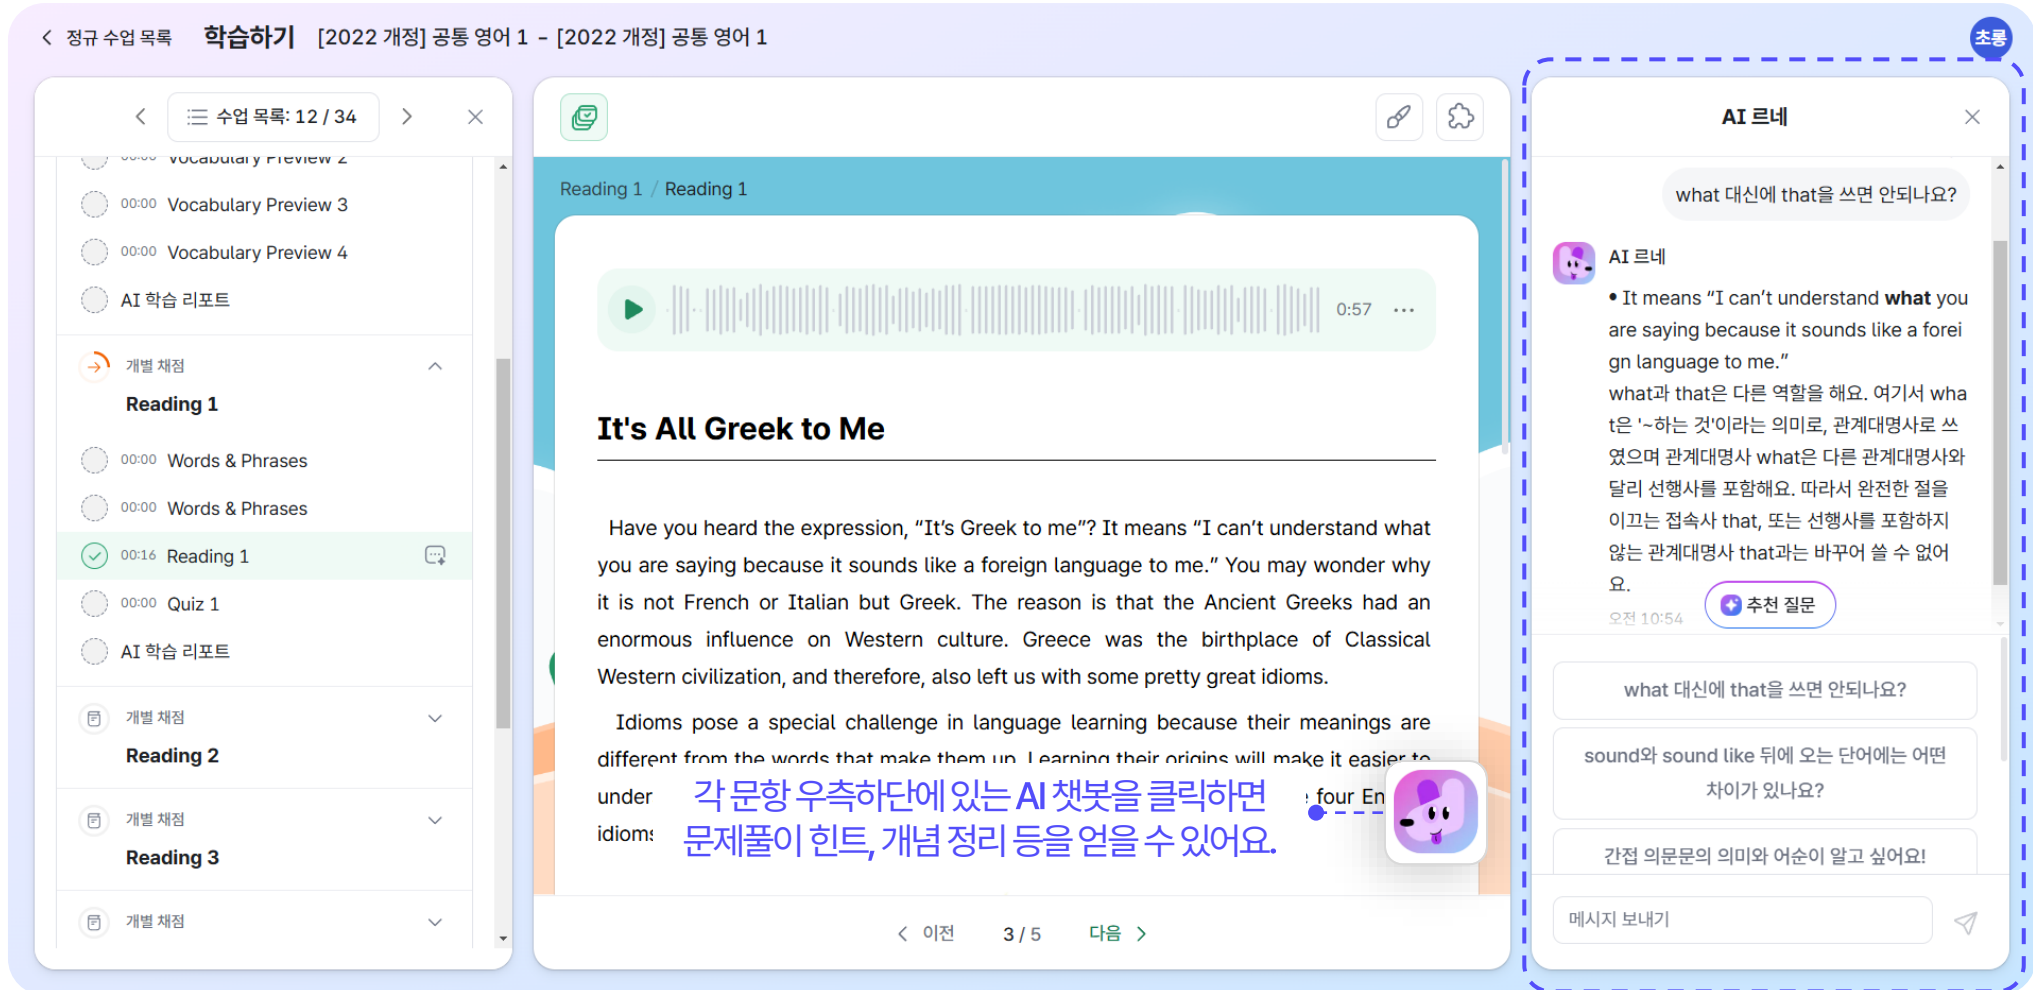 정규 수업 목록 학습하기 [2022 개정] 공통 영어 1 - [2022 개정] 공통 영어 1
초롱
수업 목록: 12 / 34
00:00 Vocabulary Preview 2
00:00 Vocabulary Preview 3
00:00 Vocabulary Preview 4
AI 학습 리포트
개별 채점
Reading 1
00:00 Words & Phrases
00:00 Words & Phrases
00:16 Reading 1
00:00 Quiz 1
AI 학습 리포트
개별 채점
Reading 2
개별 채점
Reading 3
개별 채점
Reading 1 / Reading 1
0:57
It's All Greek to Me
Have you heard the expression, “It’s Greek to me”? It means “I can’t understand what
you are saying because it sounds like a foreign language to me.” You may wonder why
it is not French or Italian but Greek. The reason is that the Ancient Greeks had an
enormous influence on Western culture. Greece was the birthplace of Classical
Western civilization, and therefore, also left us with some pretty great idioms.
Idioms pose a special challenge in language learning because their meanings are
different from the words that make them up. Learning their origins will make it easier to
under
four En
idioms
각 문항 우측하단에 있는 AI 챗봇을 클릭하면
문제풀이 힌트, 개념 정리 등을 얻을 수 있어요.
이전 3 / 5 다음
AI 르네
what 대신에 that을 쓰면 안되나요?
AI 르네
• It means “I can’t understand what you
are saying because it sounds like a forei
gn language to me.”
what과 that은 다른 역할을 해요. 여기서 wha
t은 '~하는 것'이라는 의미로, 관계대명사로 쓰
였으며 관계대명사 what은 다른 관계대명사와
달리 선행사를 포함해요. 따라서 완전한 절을
이끄는 접속사 that, 또는 선행사를 포함하지
않는 관계대명사 that과는 바꾸어 쓸 수 없어
요.
오전 10:54
추천 질문
what 대신에 that을 쓰면 안되나요?
sound와 sound like 뒤에 오는 단어에는 어떤
차이가 있나요?
간접 의문문의 의미와 어순이 알고 싶어요!
메시지 보내기